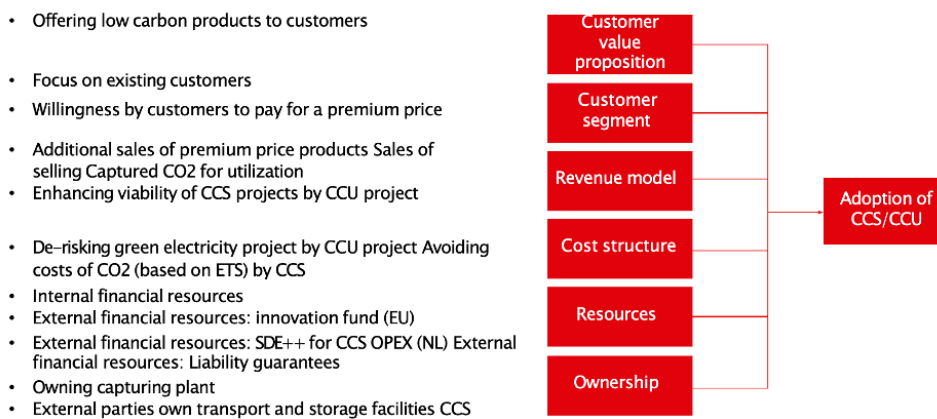 • Offering low carbon products to customers
• Focus on existing customers
• Willingness by customers to pay for a premium price
• Additional sales of premium price products Sales of
selling Captured CO2 for utilization
• Enhancing viability of CCS projects by CCU project
• De-risking green electricity project by CCU project Avoiding
costs of CO2 (based on ETS) by CCS
• Internal financial resources
• External financial resources: innovation fund (EU)
• External financial resources: SDE++ for CCS OPEX (NL) External
financial resources: Liability guarantees
• Owning capturing plant
• External parties own transport and storage facilities CCS
Customer
value
proposition
Customer
segment
Revenue model
Cost structure
Resources
Ownership
Adoption of
CCS/CCU